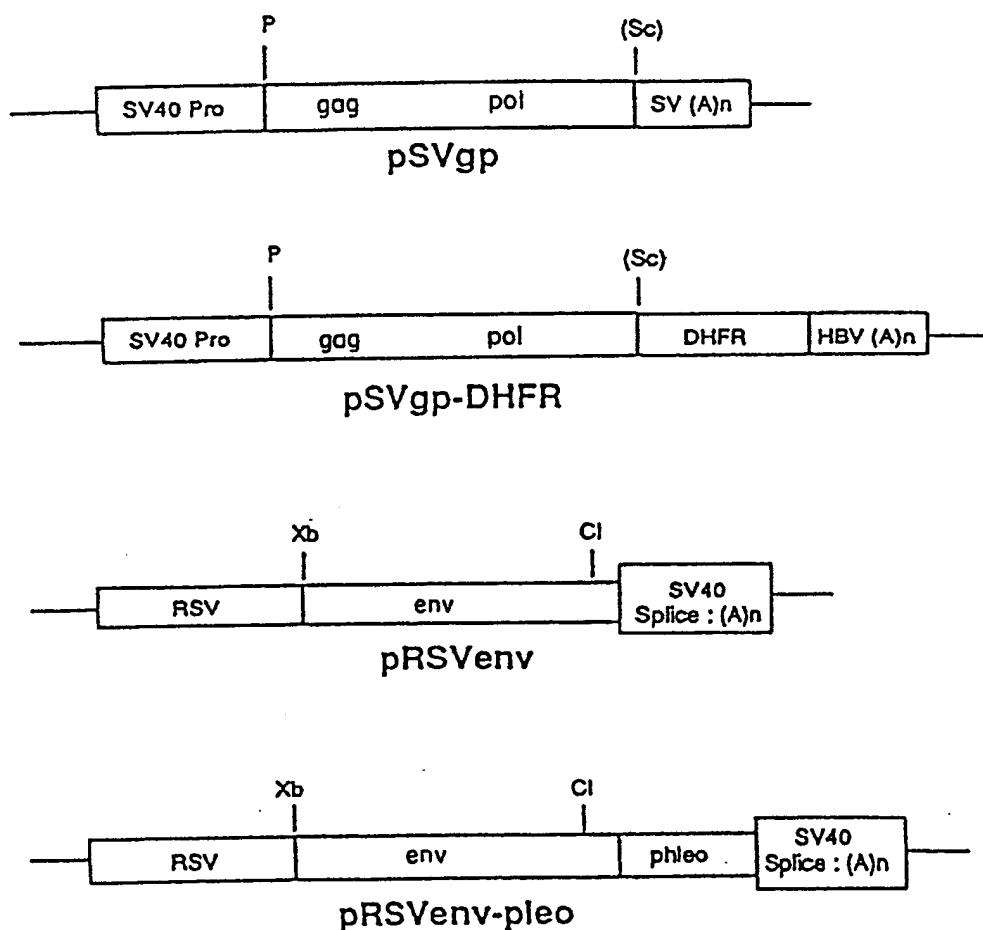 P (Sc)
SV40 Pro gag pol SV (A)n
pSVgp
P (Sc)
SV40 Pro gag pol DHFR HBV (A)n
pSVgp-DHFR
Xb Cl
RSV env SV40
Splice : (A)n
pRSVenv
Xb Cl
RSV env phleo SV40
Splice : (A)n
pRSVenv-pleo